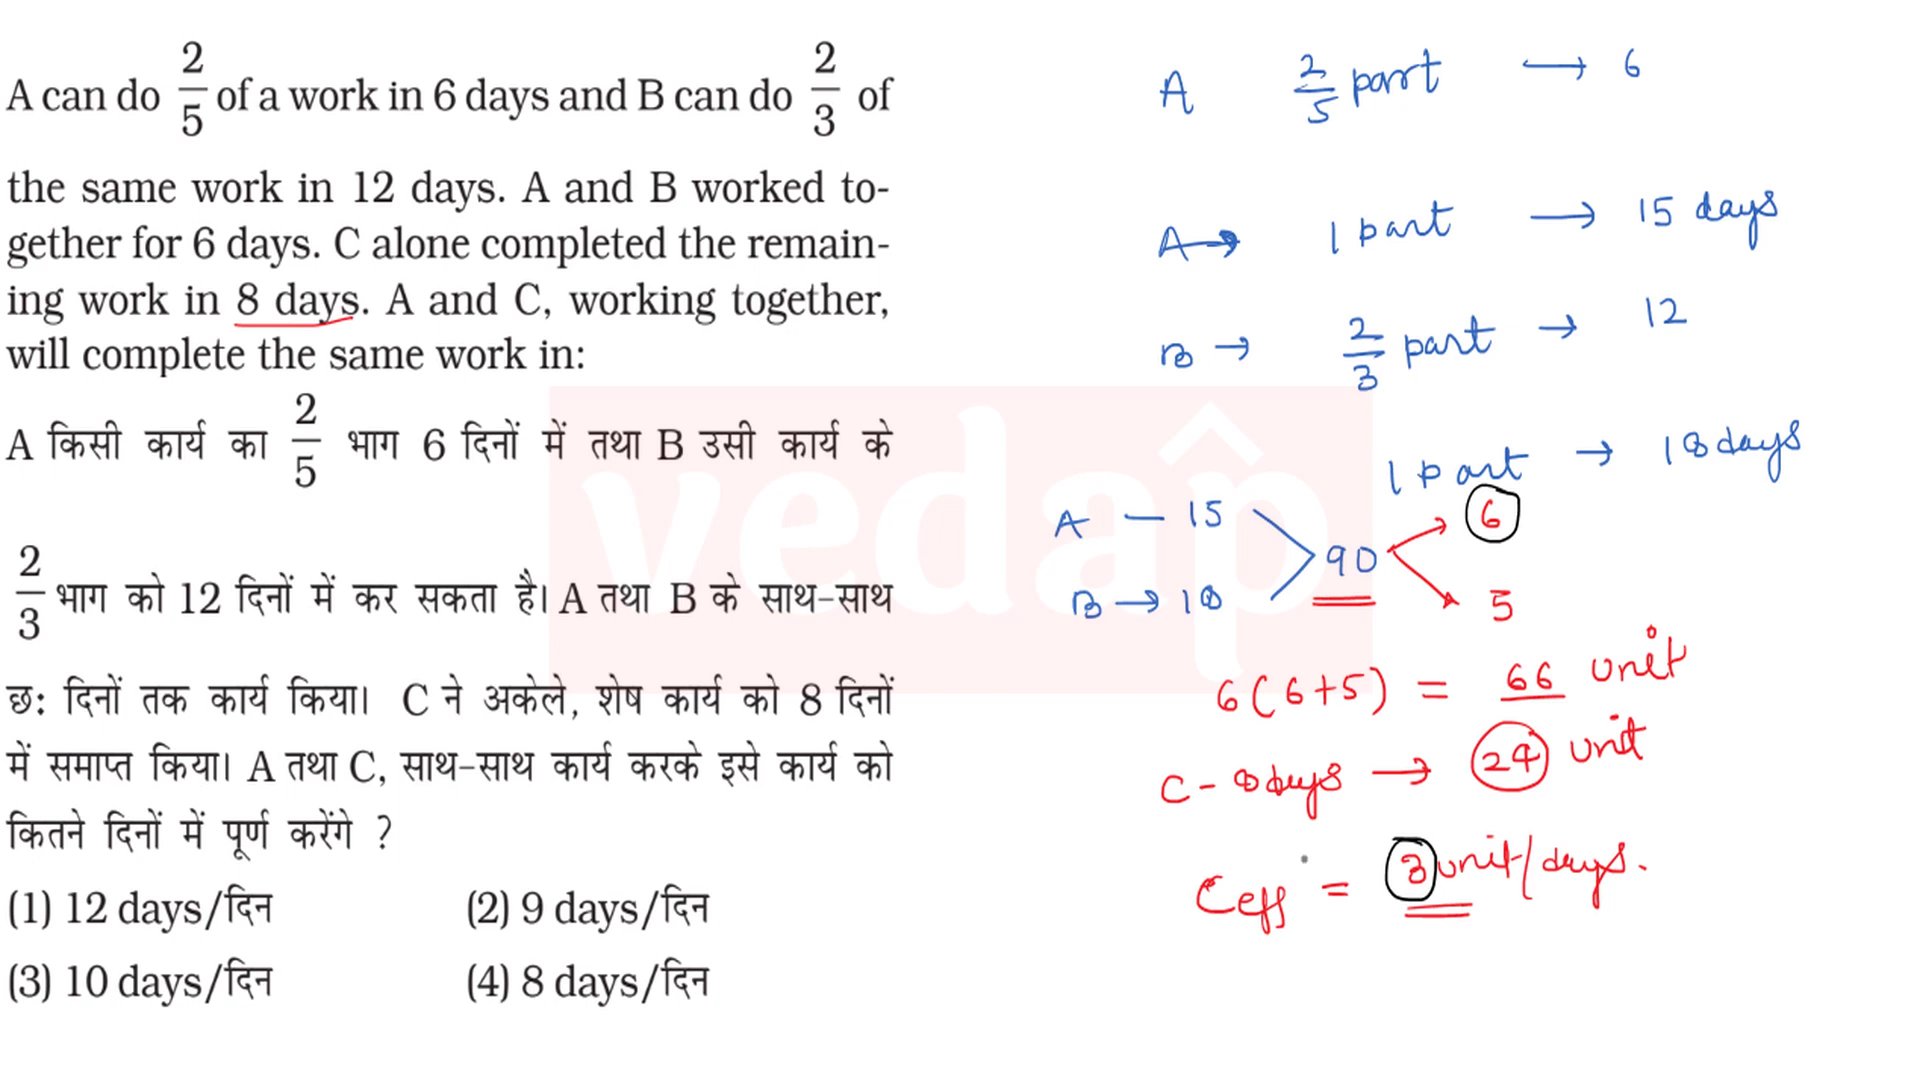 A can do 2/5 of a work in 6 days and B can do 2/3 of
the same work in 12 days. A and B worked to-
gether for 6 days. C alone completed the remain-
ing work in 8 days. A and C, working together,
will complete the same work in:
A किसी कार्य का 2/5 भाग 6 दिनों में तथा B उसी कार्य के
2/3 भाग को 12 दिनों में कर सकता है। A तथा B के साथ-साथ
छः दिनों तक कार्य किया। C ने अकेले, शेष कार्य को 8 दिनों
में समाप्त किया। A तथा C, साथ-साथ कार्य करके इसे कार्य को
कितने दिनों में पूर्ण करेंगे ?
(1) 12 days/दिन (2) 9 days/दिन
(3) 10 days/दिन (4) 8 days/दिन
vedap
A 2/5 part → 6
A → 1 part → 15 days
B → 2/3 part → 12
1 part → 18 days
A — 15
B → 18
90
6
5
6(6+5) = 66 unit
C - 8 days → 24 unit
Ceff = 3 unit/days.